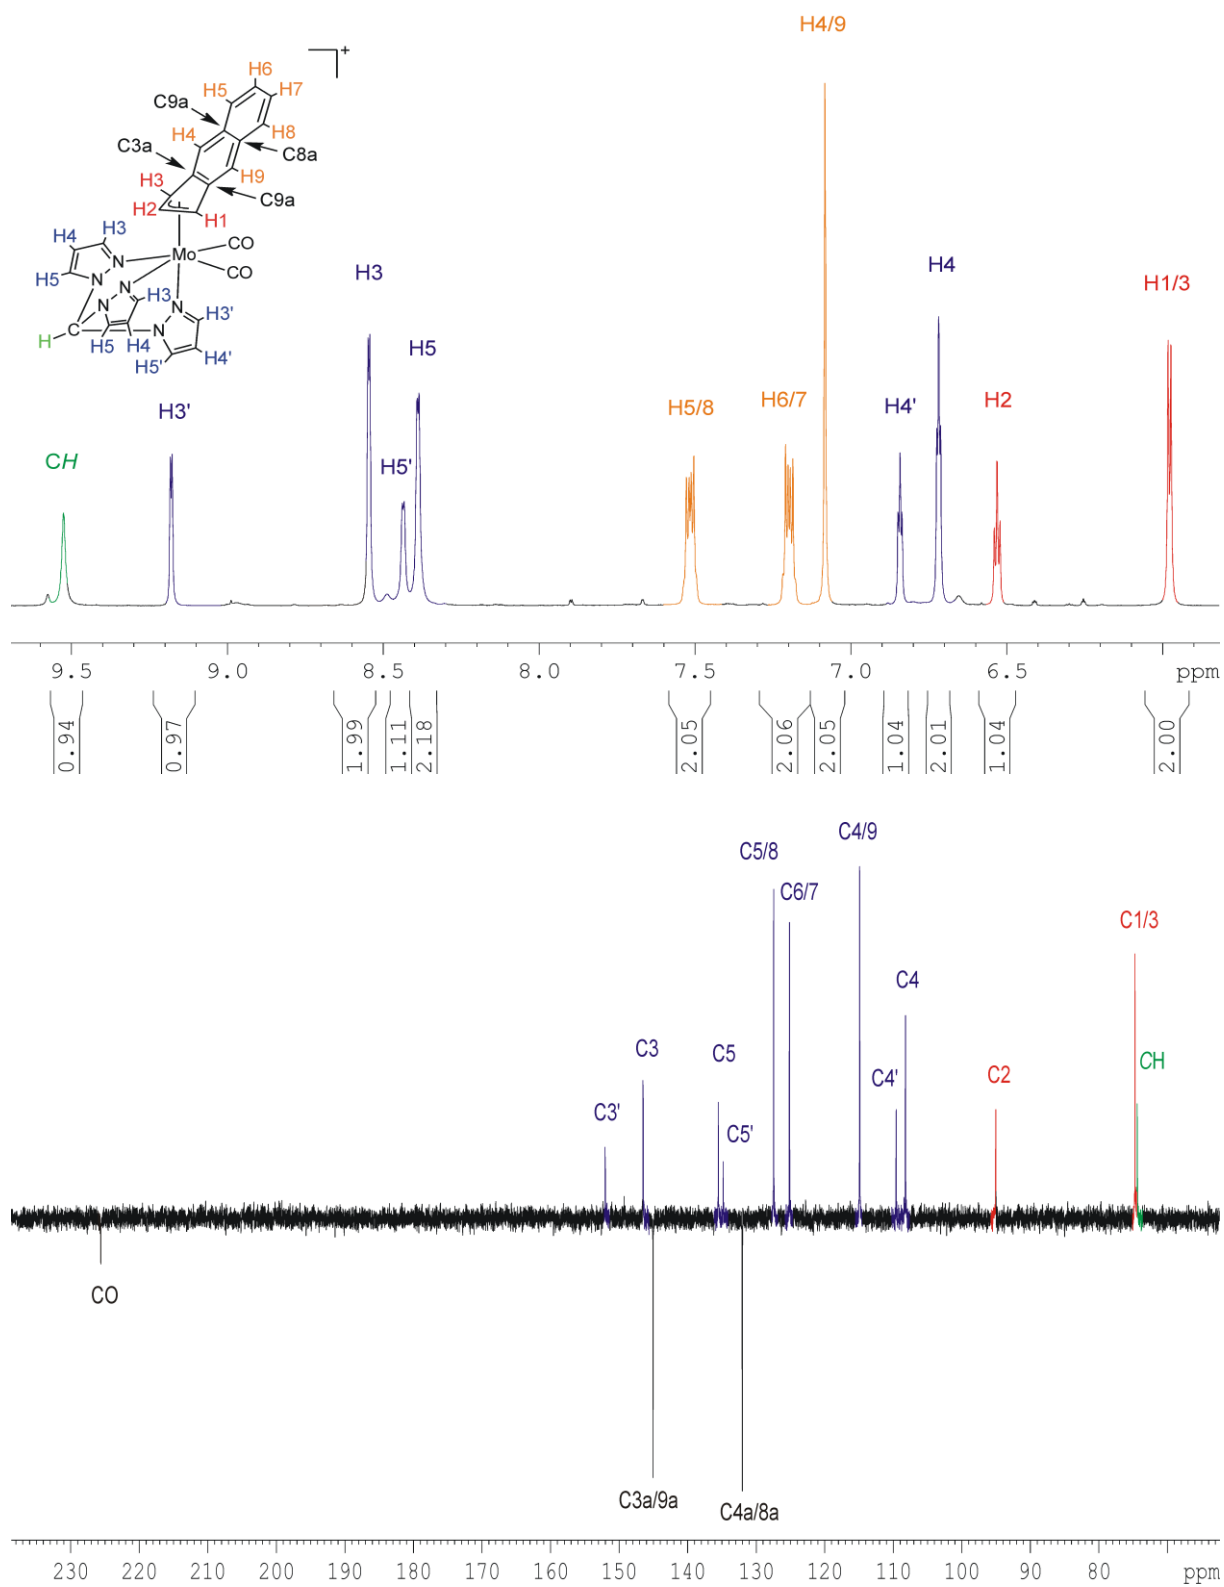 H4/9
+
H6
H5
H7
C9a
H4
H8
C3a
C8a
H3
H9
H2
H1
C9a
H4
H3
CO
Mo
CO
H5
N
N
N
N
H3
N
N
H3'
H
C
H5
H4
H5'
H4'
H3
H4
H1/3
H5
H3'
H5/8
H6/7
H4'
H2
CH
H5'
9.5 9.0 8.5 8.0 7.5 7.0 6.5 ppm
0.94 0.97 1.99 1.11 2.18 2.05 2.06 2.05 1.04 2.01 1.04 2.00
C4/9
C5/8
C6/7
C1/3
C4
C3
C5
C4'
C2
CH
C3'
C5'
CO
C3a/9a
C4a/8a
230 220 210 200 190 180 170 160 150 140 130 120 110 100 90 80 ppm